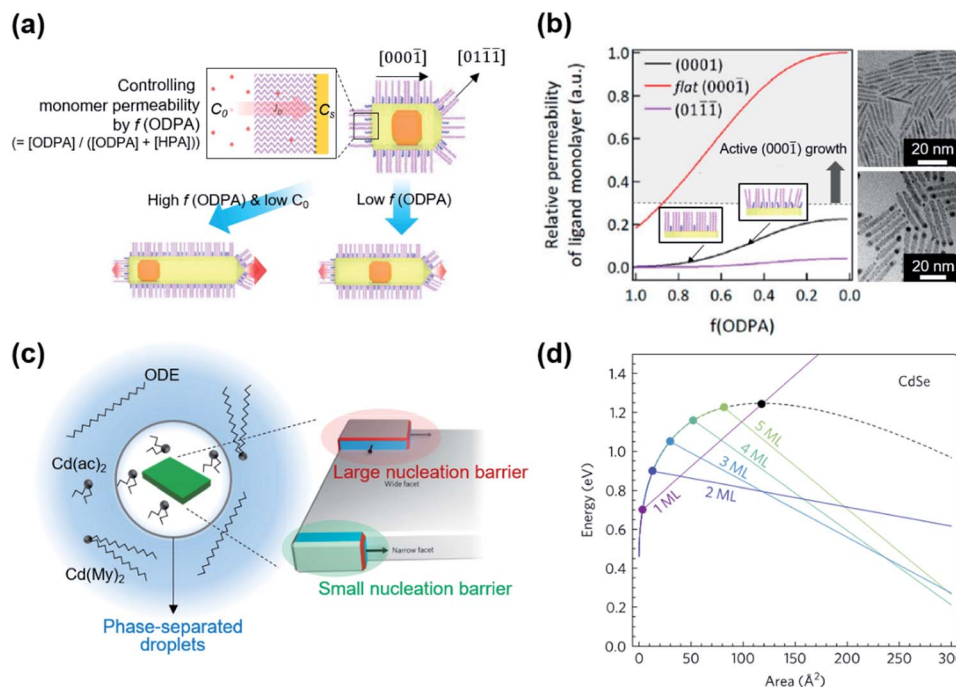 (a)
[0001̄]
[011̄1̄]
Controlling
monomer permeability
by f (ODPA)
(= [ODPA] / ([ODPA] + [HPA]))
C₀
J_D
C_s
High f (ODPA)
& low C₀
Low f (ODPA)
(b)
Relative permeability
of ligand monolayer (a.u.)
1.0
0.8
0.6
0.4
0.2
0.0
(0001)
flat (0001̄)
(011̄1̄)
Active (0001̄) growth
1.0
0.8
0.6
0.4
0.2
0.0
f(ODPA)
20 nm
20 nm
(c)
ODE
Cd(ac)₂
Cd(My)₂
Phase-separated
droplets
Large nucleation barrier
Wide facet
Narrow facet
Small nucleation barrier
(d)
CdSe
Energy (eV)
1.6
1.4
1.2
1.0
0.8
0.6
0.4
0.2
0.0
1 ML
2 ML
3 ML
4 ML
5 ML
0
50
100
150
200
250
300
Area (Å²)